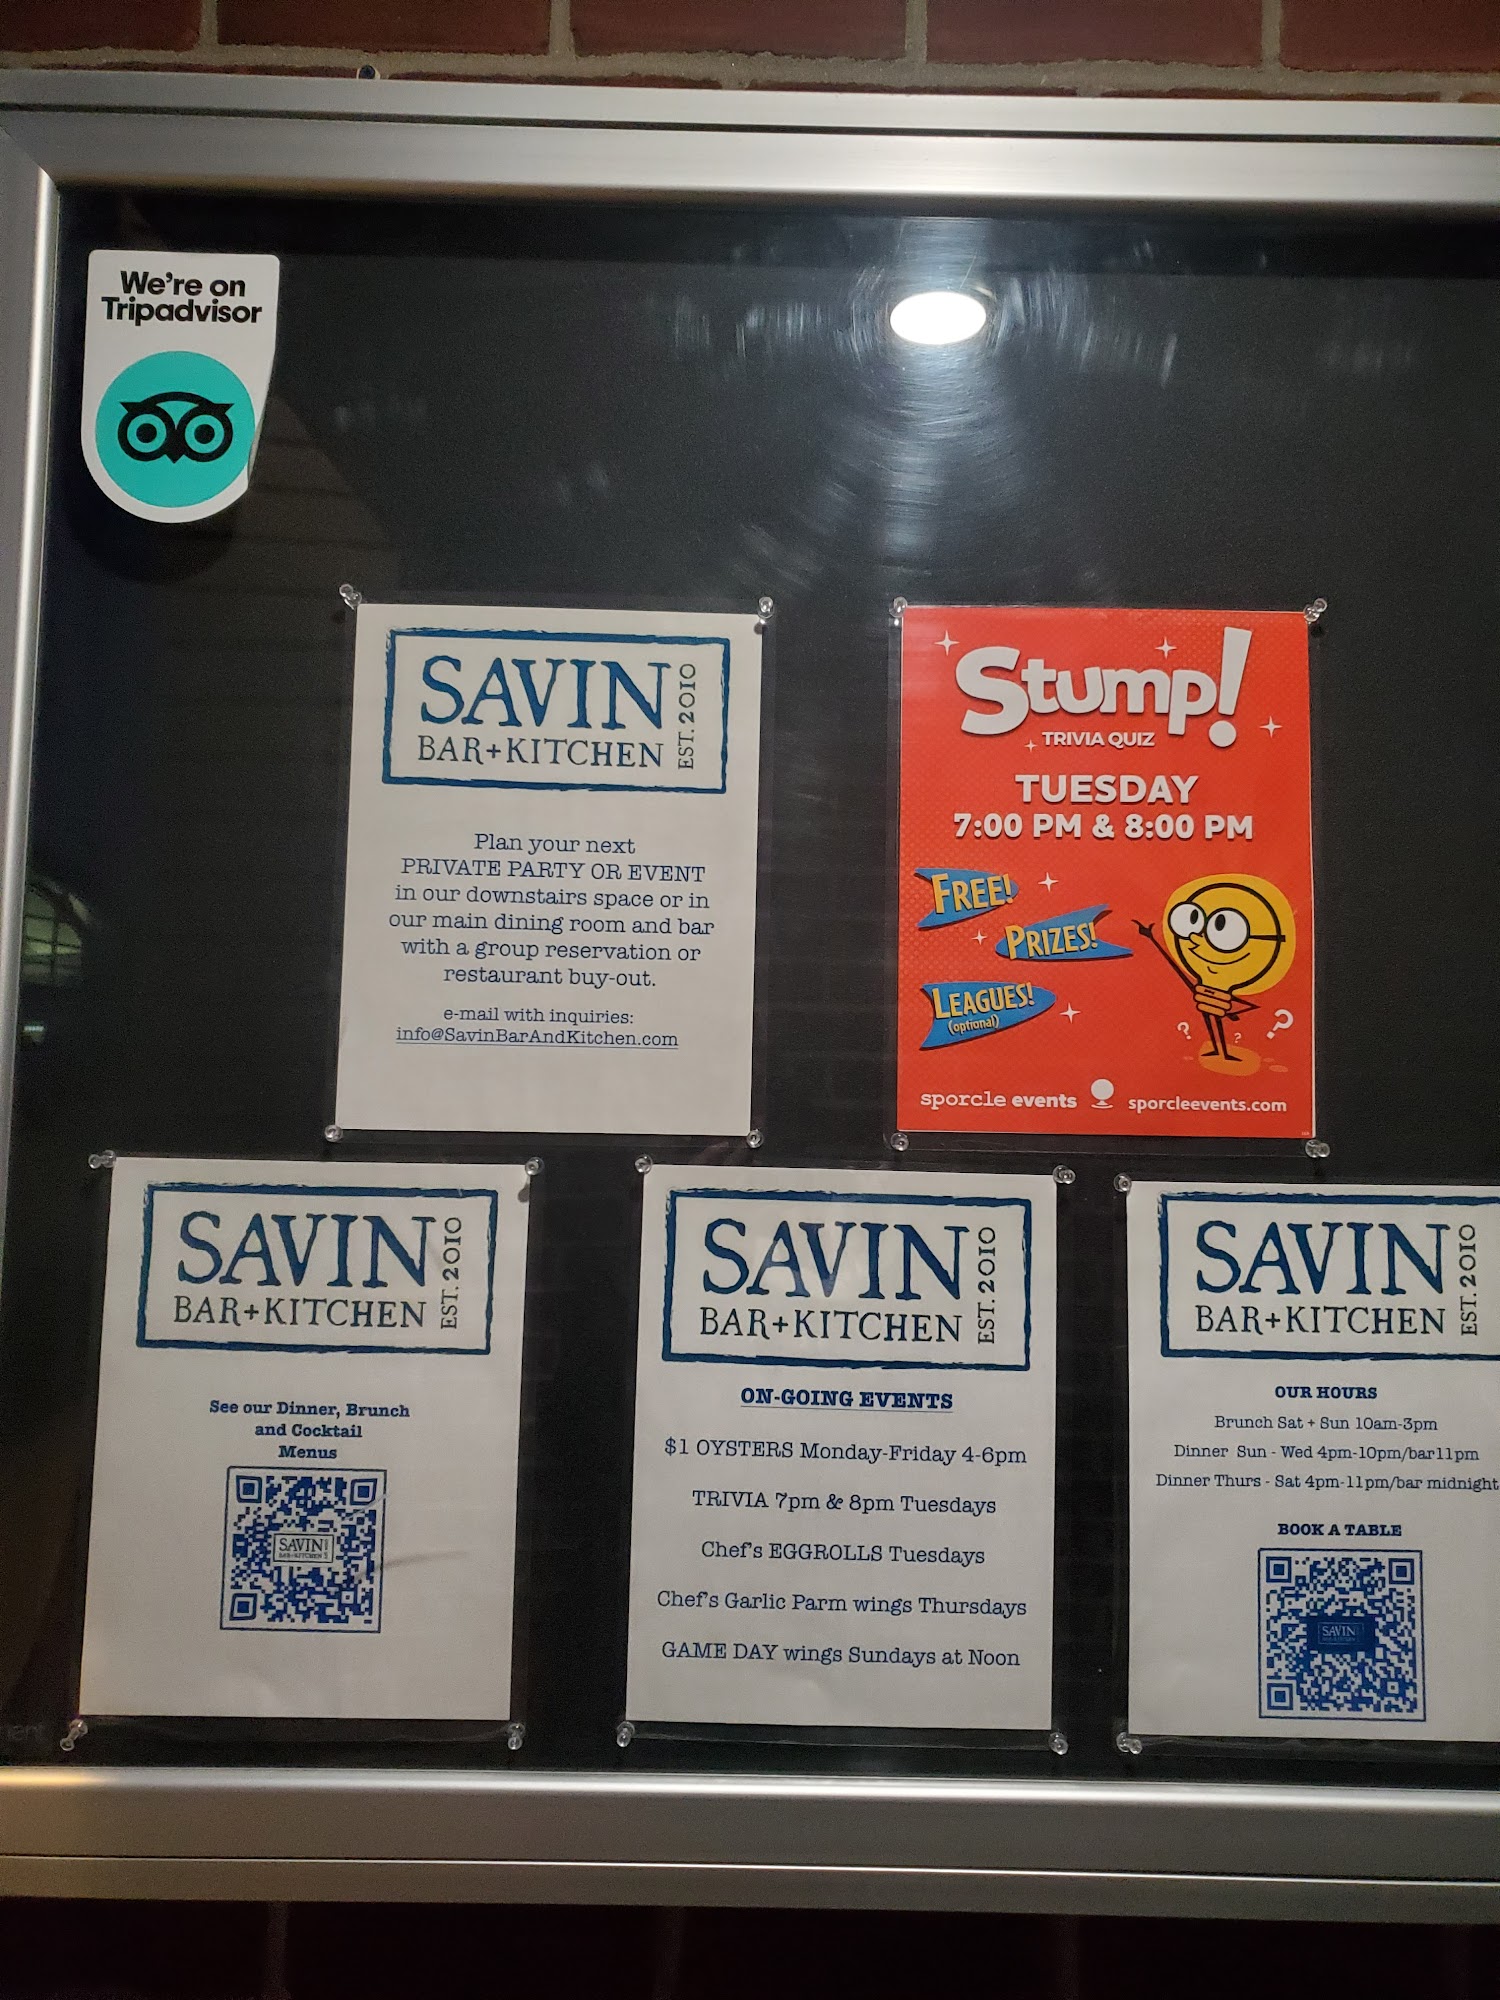 We're on
Tripadvisor
SAVIN
BAR+KITCHEN
EST. 2010
Plan your next
PRIVATE PARTY OR EVENT
in our downstairs space or in
our main dining room and bar
with a group reservation or
restaurant buy-out.
e-mail with inquiries:
info@SavinBarAndKitchen.com
Stump!
TRIVIA QUIZ
TUESDAY
7:00 PM & 8:00 PM
FREE!
PRIZES!
LEAGUES!
(optional)
? ? ?
sporcle events
sporcleevents.com
SAVIN
BAR+KITCHEN
EST. 2010
See our Dinner, Brunch
and Cocktail
Menus
SAVIN
BAR+KITCHEN
SAVIN
BAR+KITCHEN
EST. 2010
ON-GOING EVENTS
$1 OYSTERS Monday-Friday 4-6pm
TRIVIA 7pm & 8pm Tuesdays
Chef's EGGROLLS Tuesdays
Chef's Garlic Parm wings Thursdays
GAME DAY wings Sundays at Noon
SAVIN
BAR+KITCHEN
EST. 2010
OUR HOURS
Brunch Sat + Sun 10am-3pm
Dinner Sun - Wed 4pm-10pm/bar11pm
Dinner Thurs - Sat 4pm-11pm/bar midnight
BOOK A TABLE
SAVIN